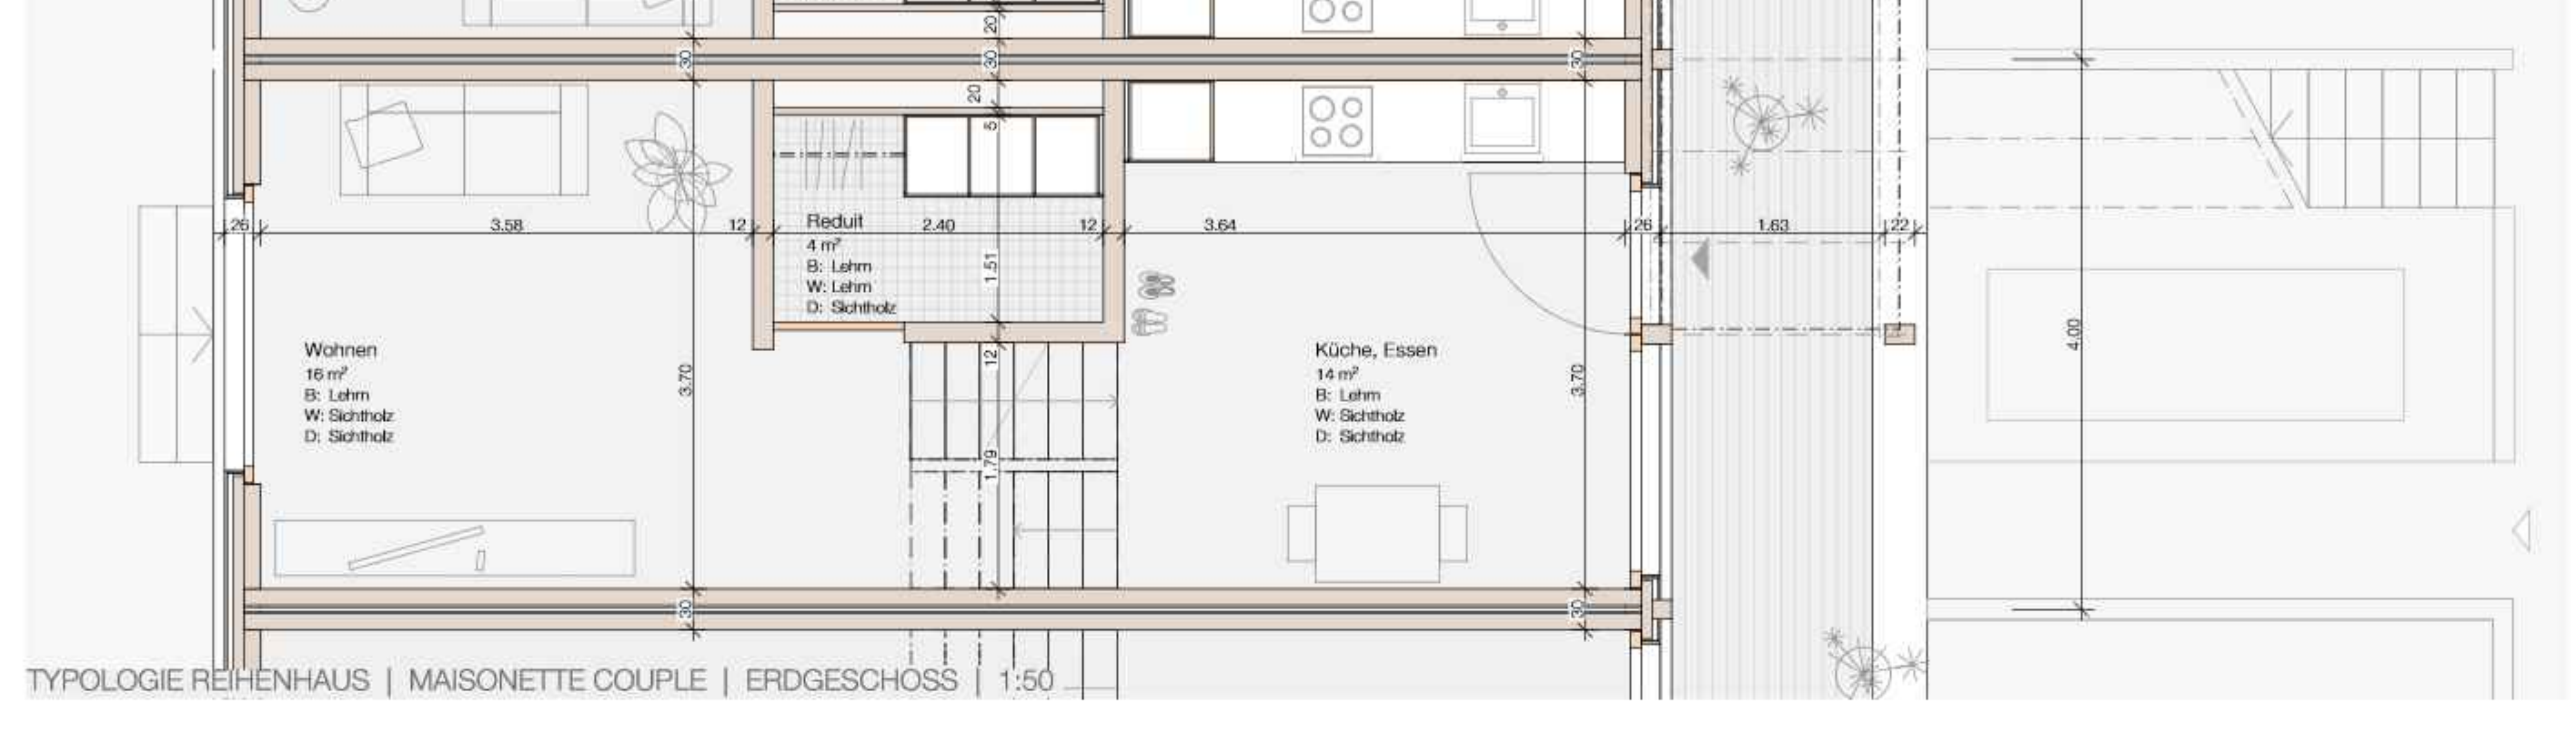 20
30
30
30
20
5
26
3.58
12
Reduit
2.40
12
3.64
26
1.63
22
4 m²
B: Lehm
W: Lehm
D: Sichtholz
1.51
Wohnen
16 m²
B: Lehm
W: Sichtholz
D: Sichtholz
3.70
12
1.79
Küche, Essen
14 m²
B: Lehm
W: Sichtholz
D: Sichtholz
3.70
4.00
30
30
TYPOLOGIE REIHENHAUS | MAISONETTE COUPLE | ERDGESCHOSS | 1:50